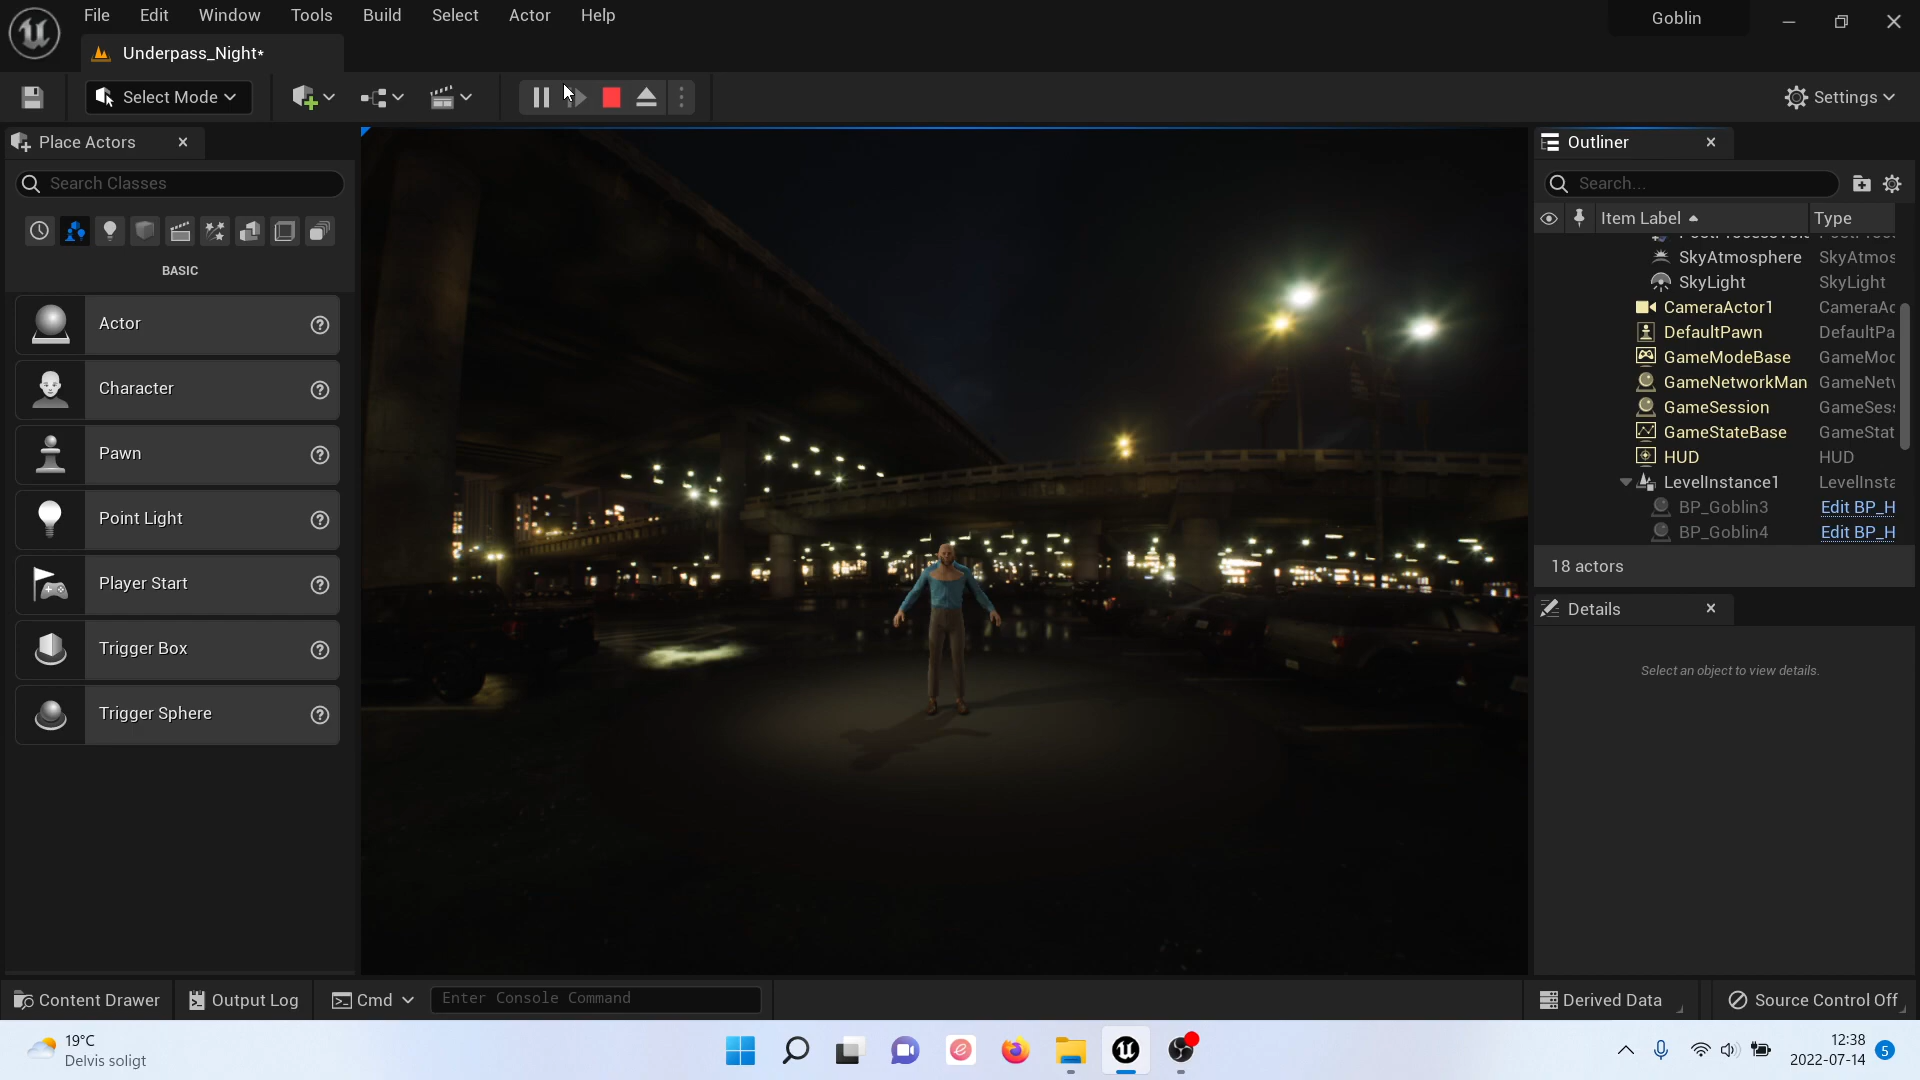 File Edit Window Tools Build Select Actor Help
Goblin
Underpass_Night*
Select Mode
Settings
Place Actors
Search Classes
BASIC
Actor
Character
Pawn
Point Light
Player Start
Trigger Box
Trigger Sphere
Outliner
Search...
Item Label Type
SkyAtmosphere SkyAtmos
SkyLight SkyLight
CameraActor1 CameraAc
DefaultPawn DefaultPa
GameModeBase GameMod
GameNetworkMan GameNetw
GameSession GameSess
GameStateBase GameStat
HUD HUD
LevelInstance1 LevelInsta
BP_Goblin3 Edit BP_H
BP_Goblin4 Edit BP_H
18 actors
Details
Select an object to view details.
Content Drawer Output Log Cmd Enter Console Command Derived Data Source Control Off
19°C
Delvis soligt
12:38
2022-07-14
5